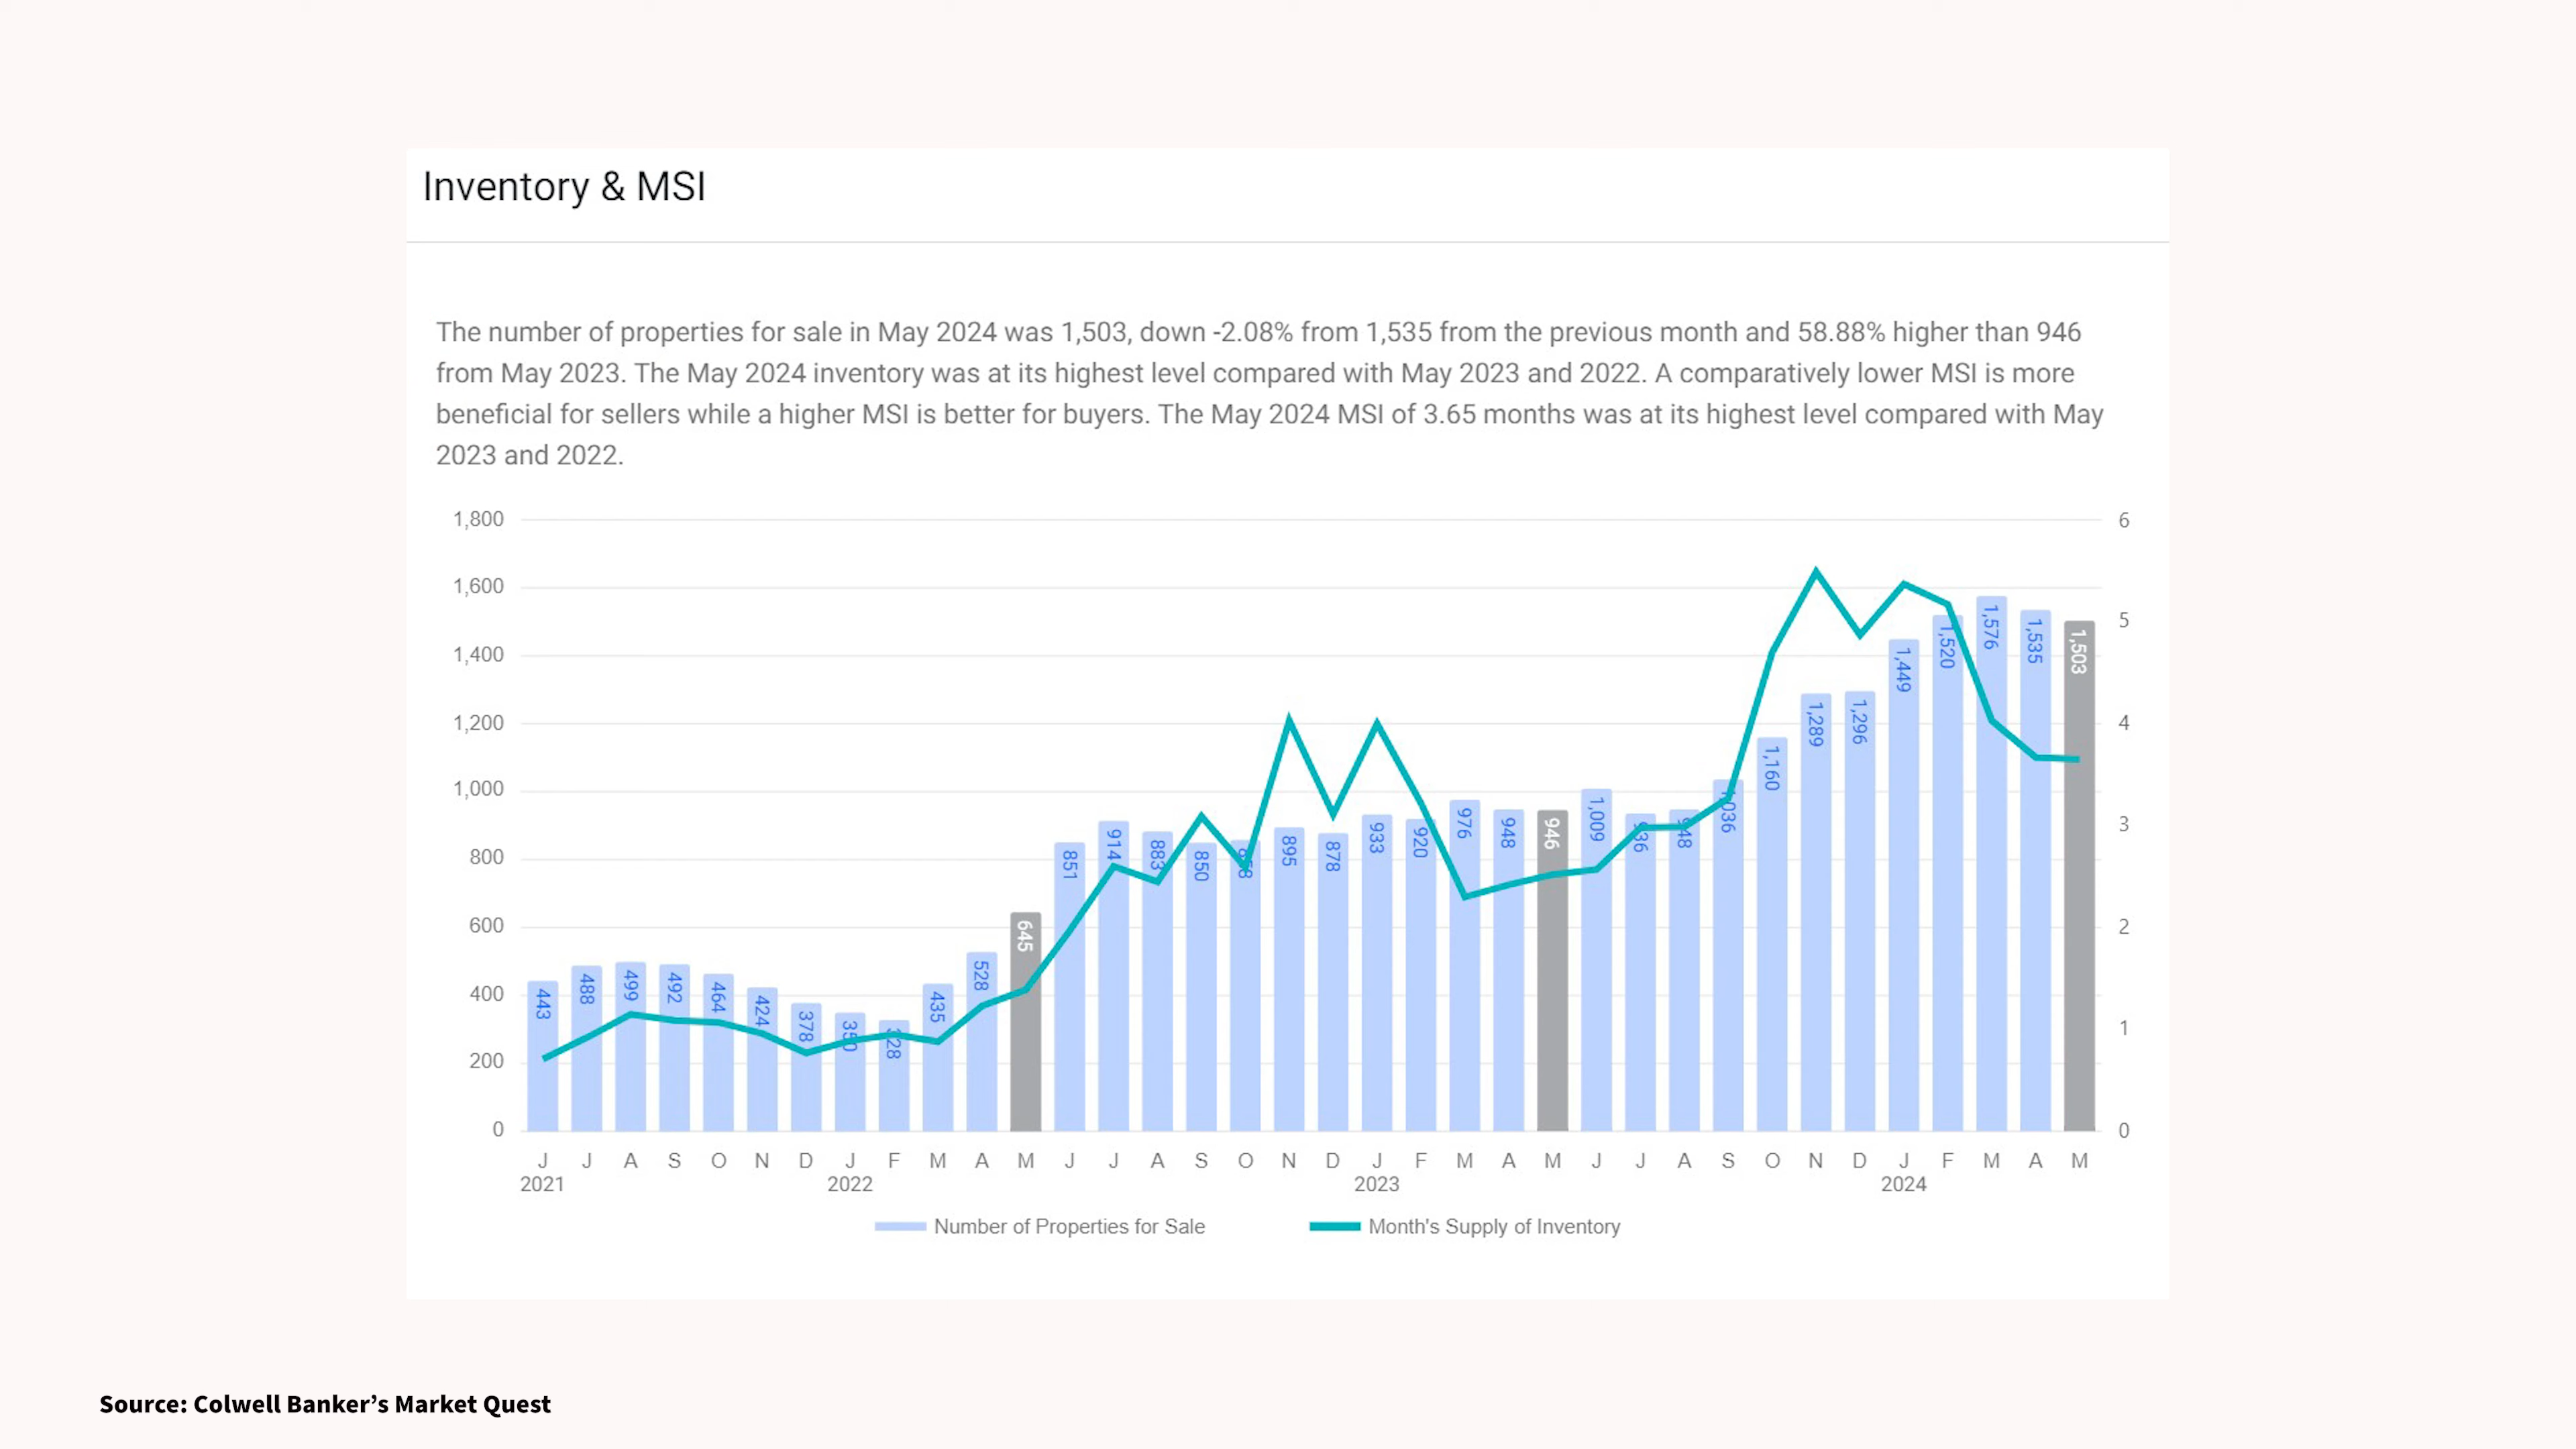 Inventory & MSI
The number of properties for sale in May 2024 was 1,503, down -2.08% from 1,535 from the previous month and 58.88% higher than 946
from May 2023. The May 2024 inventory was at its highest level compared with May 2023 and 2022. A comparatively lower MSI is more
beneficial for sellers while a higher MSI is better for buyers. The May 2024 MSI of 3.65 months was at its highest level compared with May
2023 and 2022.
1,800 6
1,600 5
1,400 4
1,200 3
1,000 2
800 1
600 0
400
200
0
443 488 499 492 464 424 378 350 435 528 645 851 914 883 850 895 878 933 920 976 948 946 1,009 936 948 1,036 1,160 1,289 1,296 1,449 1,520 1,576 1,535 1,503
J J A S O N D J F M A M J J A S O N D J F M A M J J A S O N D J F M A M
2021 2022 2023 2024
Number of Properties for Sale Month's Supply of Inventory
Source: Colwell Banker’s Market Quest